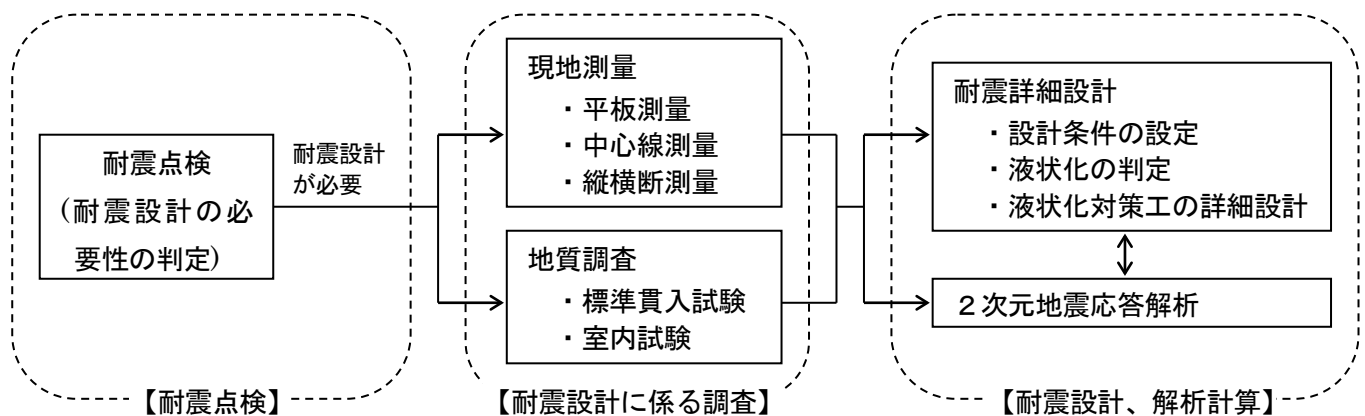 耐震点検
(耐震設計の必
要性の判定)
耐震設計
が必要
【耐震点検】
現地測量
・平板測量
・中心線測量
・縦横断測量
地質調査
・標準貫入試験
・室内試験
【耐震設計に係る調査】
耐震詳細設計
・設計条件の設定
・液状化の判定
・液状化対策工の詳細設計
２次元地震応答解析
【耐震設計、解析計算】